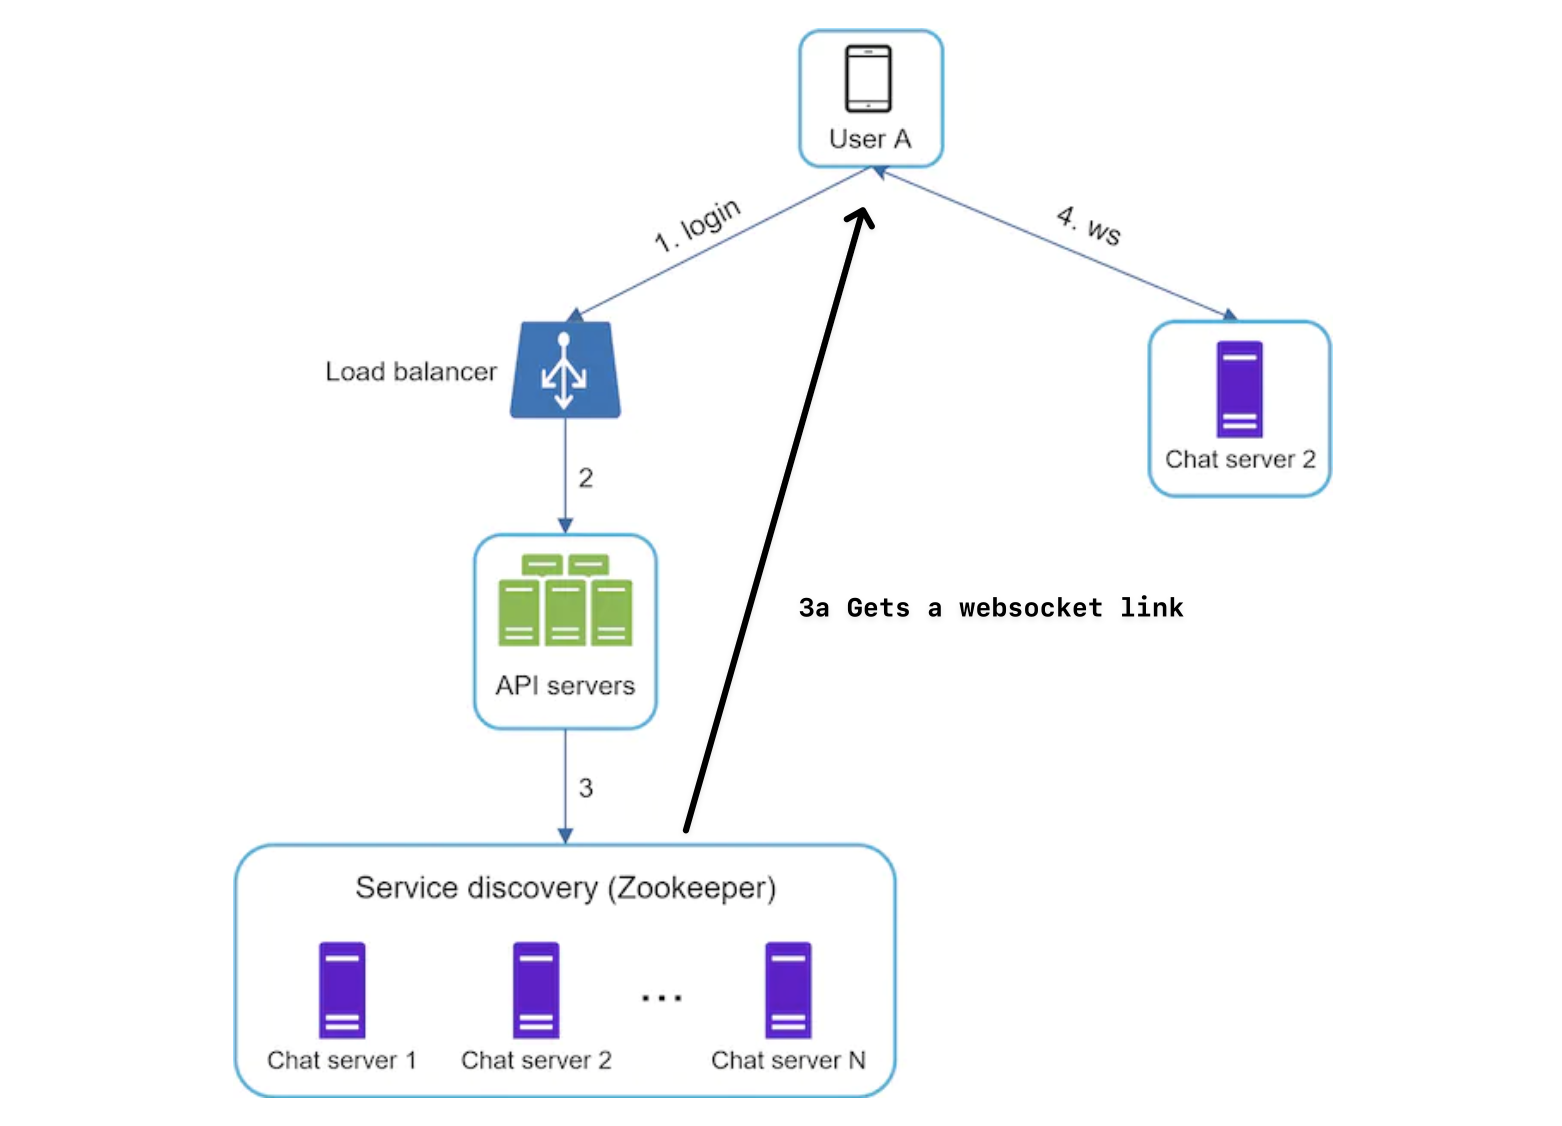 User A
1. login
4. ws
Load balancer
Chat server 2
2
3a Gets a websocket link
API servers
3
Service discovery (Zookeeper)
...
Chat server 1
Chat server 2
Chat server N